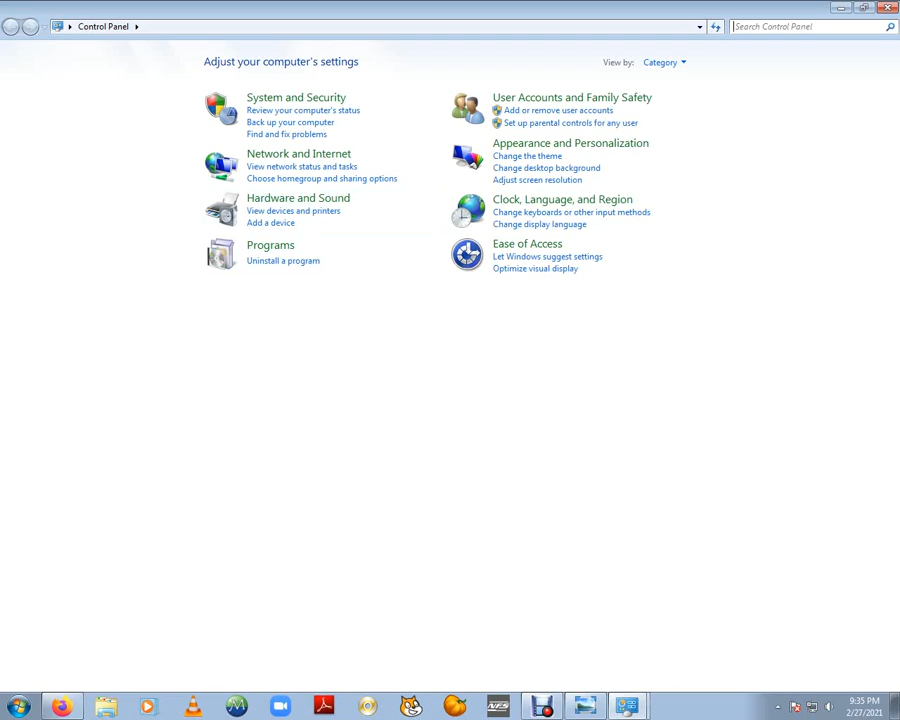 Control Panel
Search Control Panel
Adjust your computer's settings
View by: Category
System and Security
Review your computer's status
Back up your computer
Find and fix problems
Network and Internet
View network status and tasks
Choose homegroup and sharing options
Hardware and Sound
View devices and printers
Add a device
Programs
Uninstall a program
User Accounts and Family Safety
Add or remove user accounts
Set up parental controls for any user
Appearance and Personalization
Change the theme
Change desktop background
Adjust screen resolution
Clock, Language, and Region
Change keyboards or other input methods
Change display language
Ease of Access
Let Windows suggest settings
Optimize visual display
NFS
9:35 PM
2/27/2021